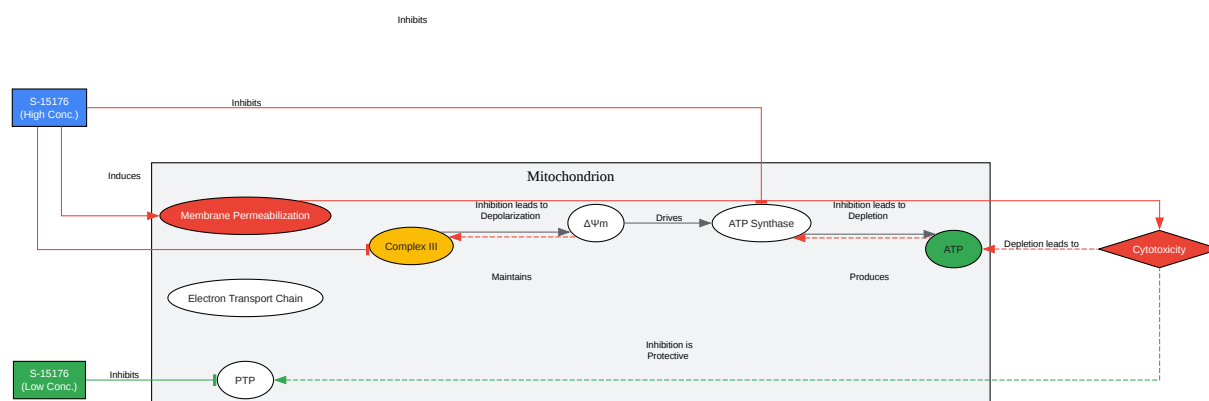 Inhibits
S-15176
(High Conc.)
Inhibits
Induces
Mitochondrion
Membrane Permeabilization
Inhibition leads to
Depolarization
ΔΨm
Drives
ATP Synthase
Inhibition leads to
Depletion
Complex III
ATP
Depletion leads to
Cytotoxicity
Maintains
Produces
Electron Transport Chain
Inhibition is
Protective
S-15176
(Low Conc.)
Inhibits
PTP